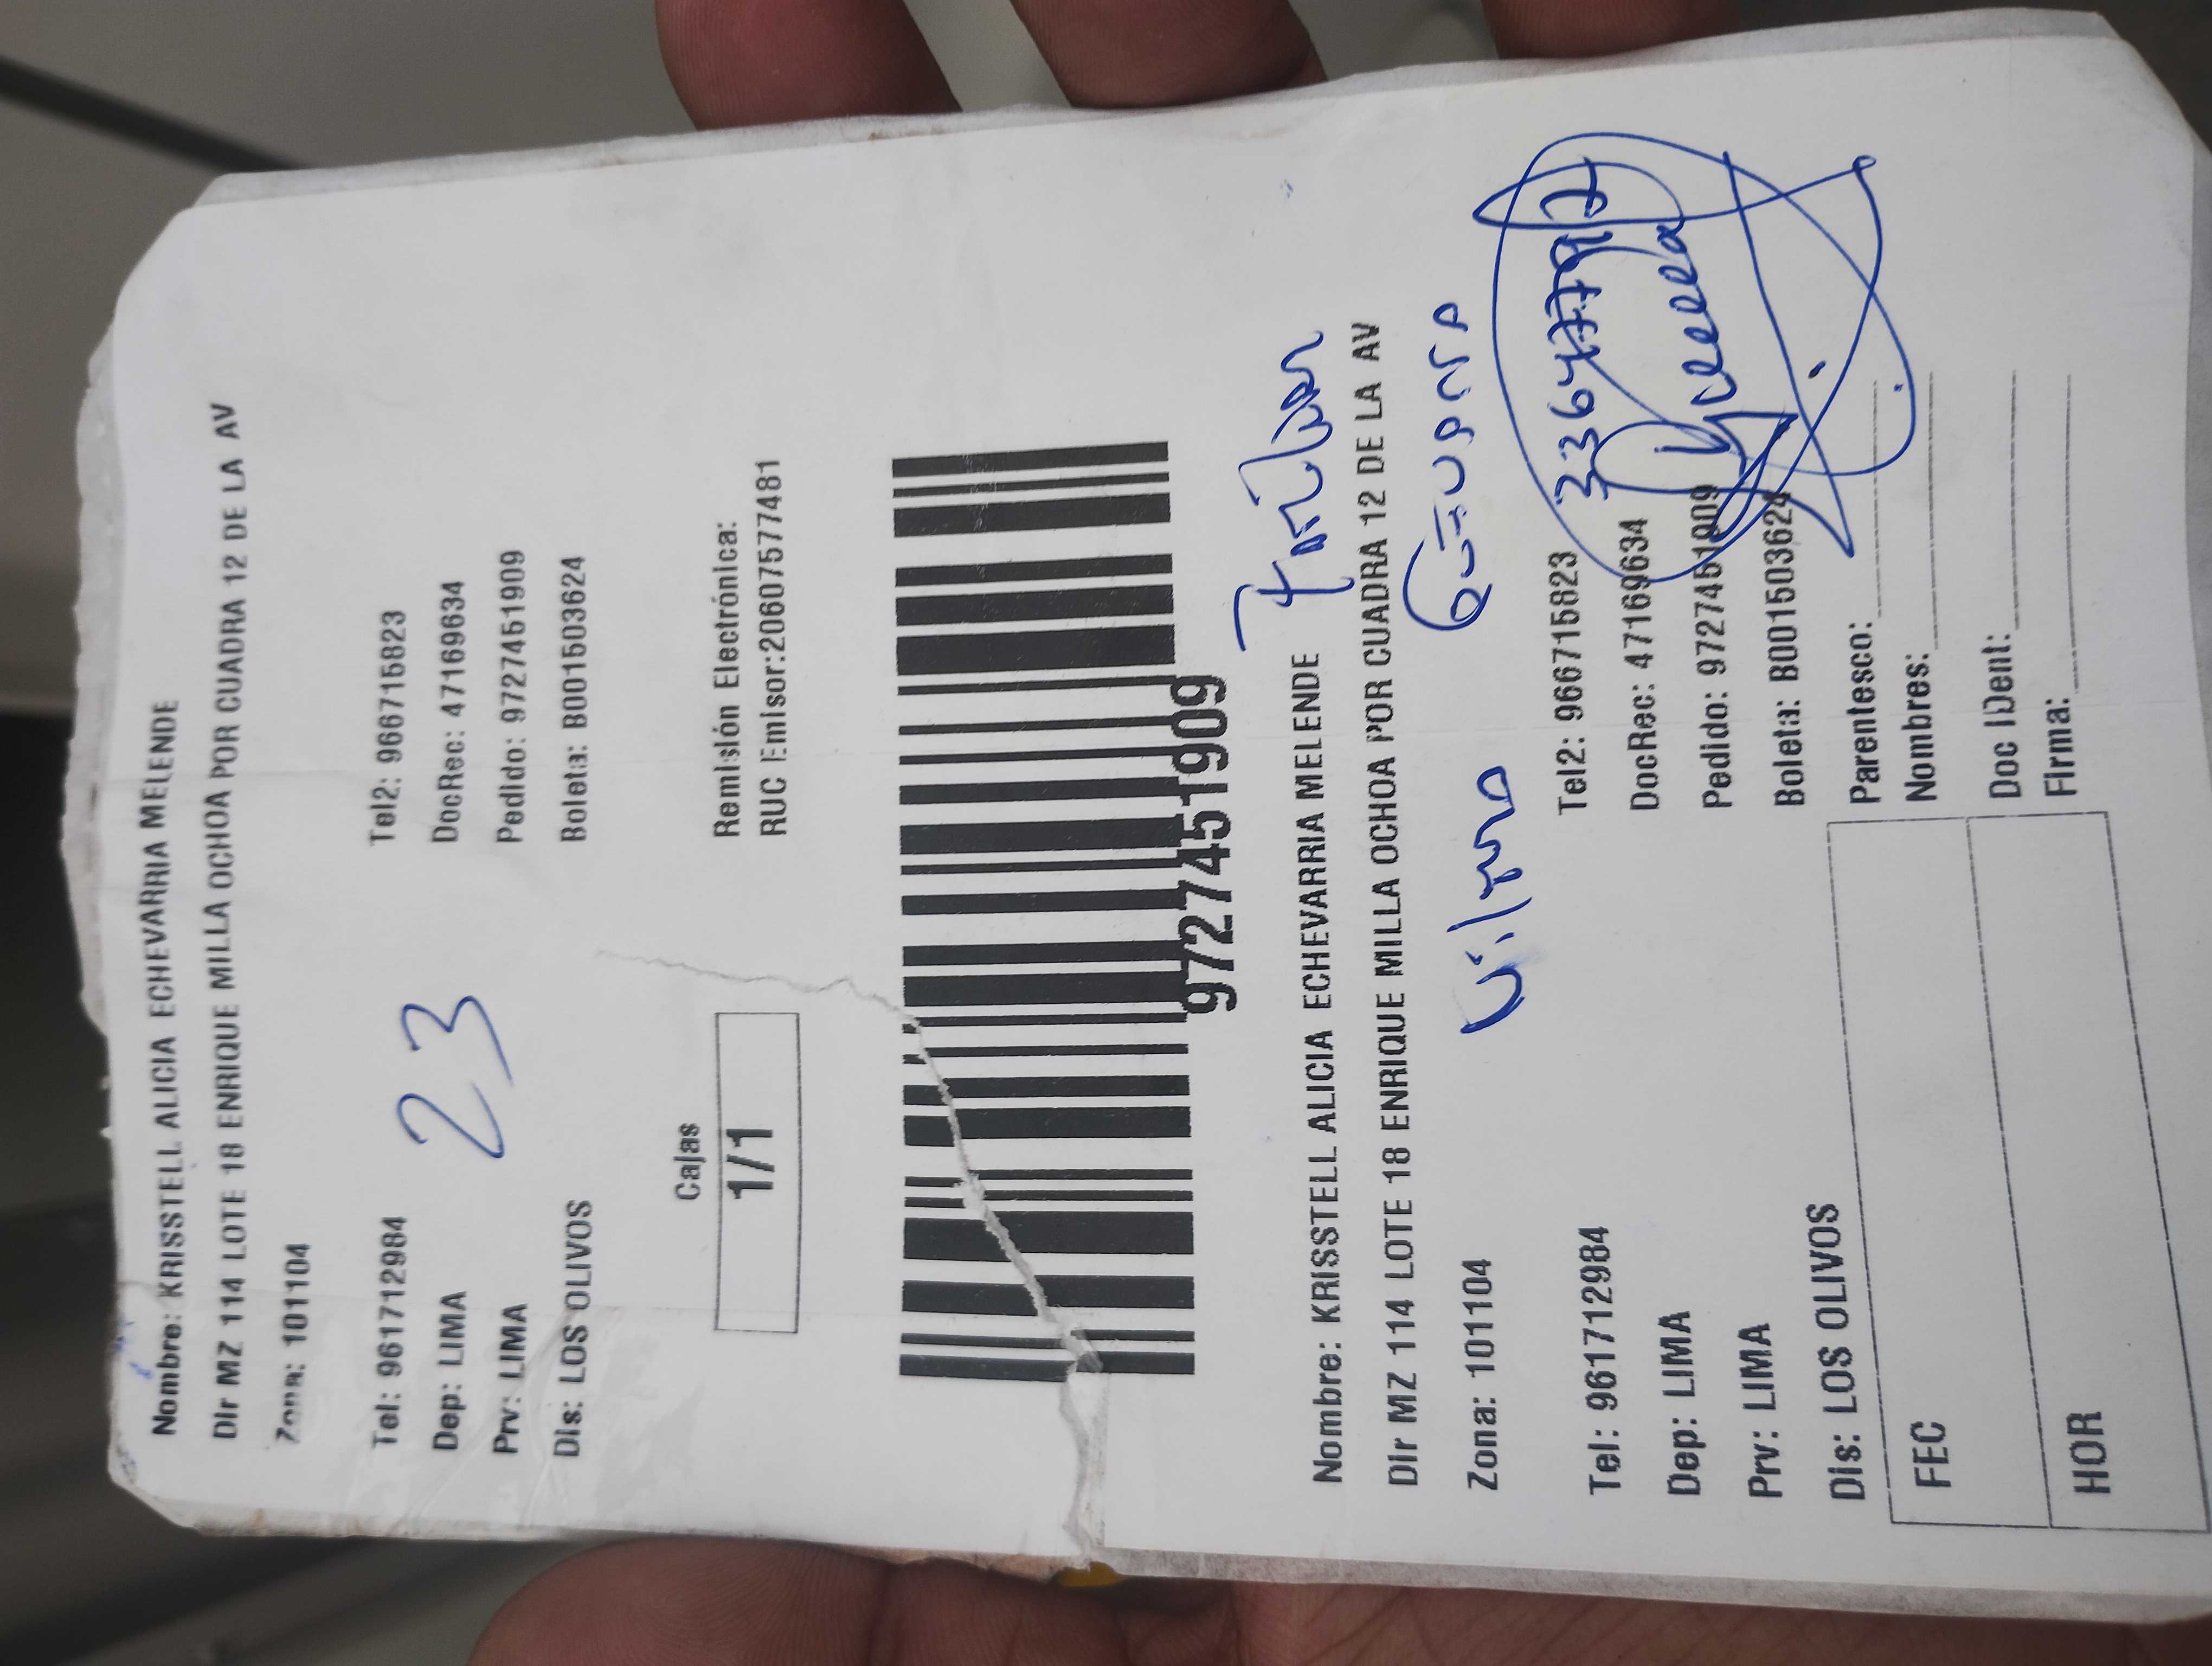 Nombre: KRISSTELL ALICIA ECHEVARRIA MELENDE
Dir MZ 114 LOTE 18 ENRIQUE MILLA OCHOA POR CUADRA 12 DE LA AV
Zona: 101104
Tel: 961712984 Tel2: 966715823
Dep: LIMA DocRec: 47169634
23
Prv: LIMA Pedido: 9727451909
Dis: LOS OLIVOS Boleta: B001503624
Cajas Remisión Electrónica:
1/1 RUC Emisor:20607577481
9727451909
Nombre: KRISSTELL ALICIA ECHEVARRIA MELENDE
Dir MZ 114 LOTE 18 ENRIQUE MILLA OCHOA POR CUADRA 12 DE LA AV
Zona: 101104
Tel: 961712984 Tel2: 966715823
Dep: LIMA DocRec: 47169634
Prv: LIMA Pedido: 9727451909
Dis: LOS OLIVOS Boleta: B001503624
Parentesco:
FEC Nombres:
Doc IDent:
HOR Firma: